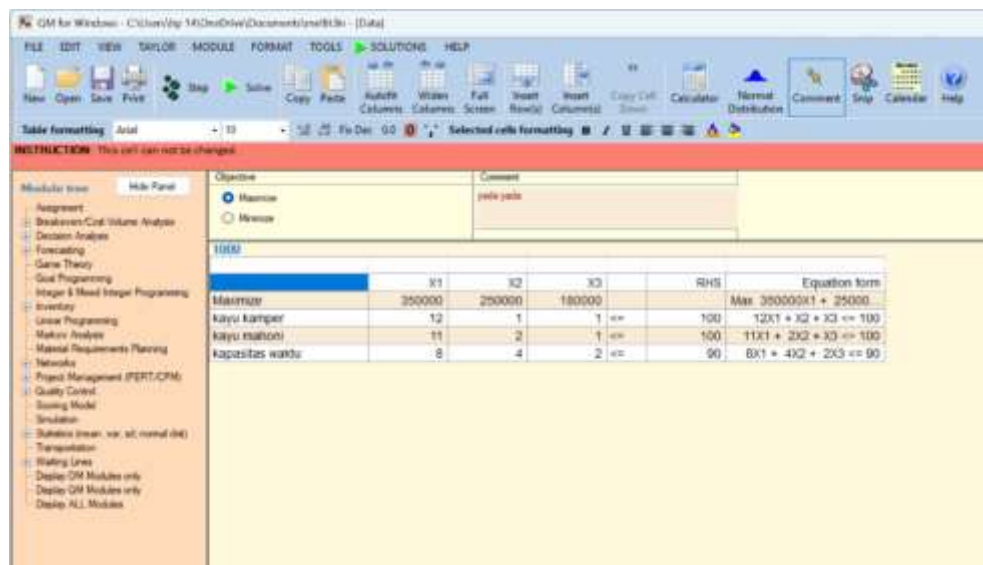 QM for Windows - C:\Users\hp 14\OneDrive\Documents\ - [Data]
FILE EDIT VIEW TAYLOR MODULE FORMAT TOOLS SOLUTIONS HELP
New Open Save Print Step Solve Copy Paste Autofit Columns Widen Columns Full Screen Insert Row(s) Insert Column(s) Copy Cell Down Calculator Normal Distribution Comment Snip Calendar Help
Table formatting Arial 10 Fix Dec 0.0 0 "," Selected cells formatting B I U
INSTRUCTION: This cell can not be changed.
Module tree Hide Panel
Assignment
Breakeven/Cost-Volume Analysis
Decision Analysis
Forecasting
Game Theory
Goal Programming
Integer & Mixed Integer Programming
Inventory
Linear Programming
Markov Analysis
Material Requirements Planning
Networks
Project Management (PERT/CPM)
Quality Control
Scoring Model
Simulation
Statistics (mean, var, sd; normal dist)
Transportation
Waiting Lines
Display OM Modules only
Display QM Modules only
Display ALL Modules
Objective Comment
Maximize
Minimize
yada yada
1000
X1 X2 X3 RHS Equation form
Maximize 350000 250000 180000 Max 350000X1 + 25000...
kayu kamper 12 1 1 <= 100 12X1 + X2 + X3 <= 100
kayu mahoni 11 2 1 <= 100 11X1 + 2X2 + X3 <= 100
kapasitas waktu 8 4 2 <= 90 8X1 + 4X2 + 2X3 <= 90